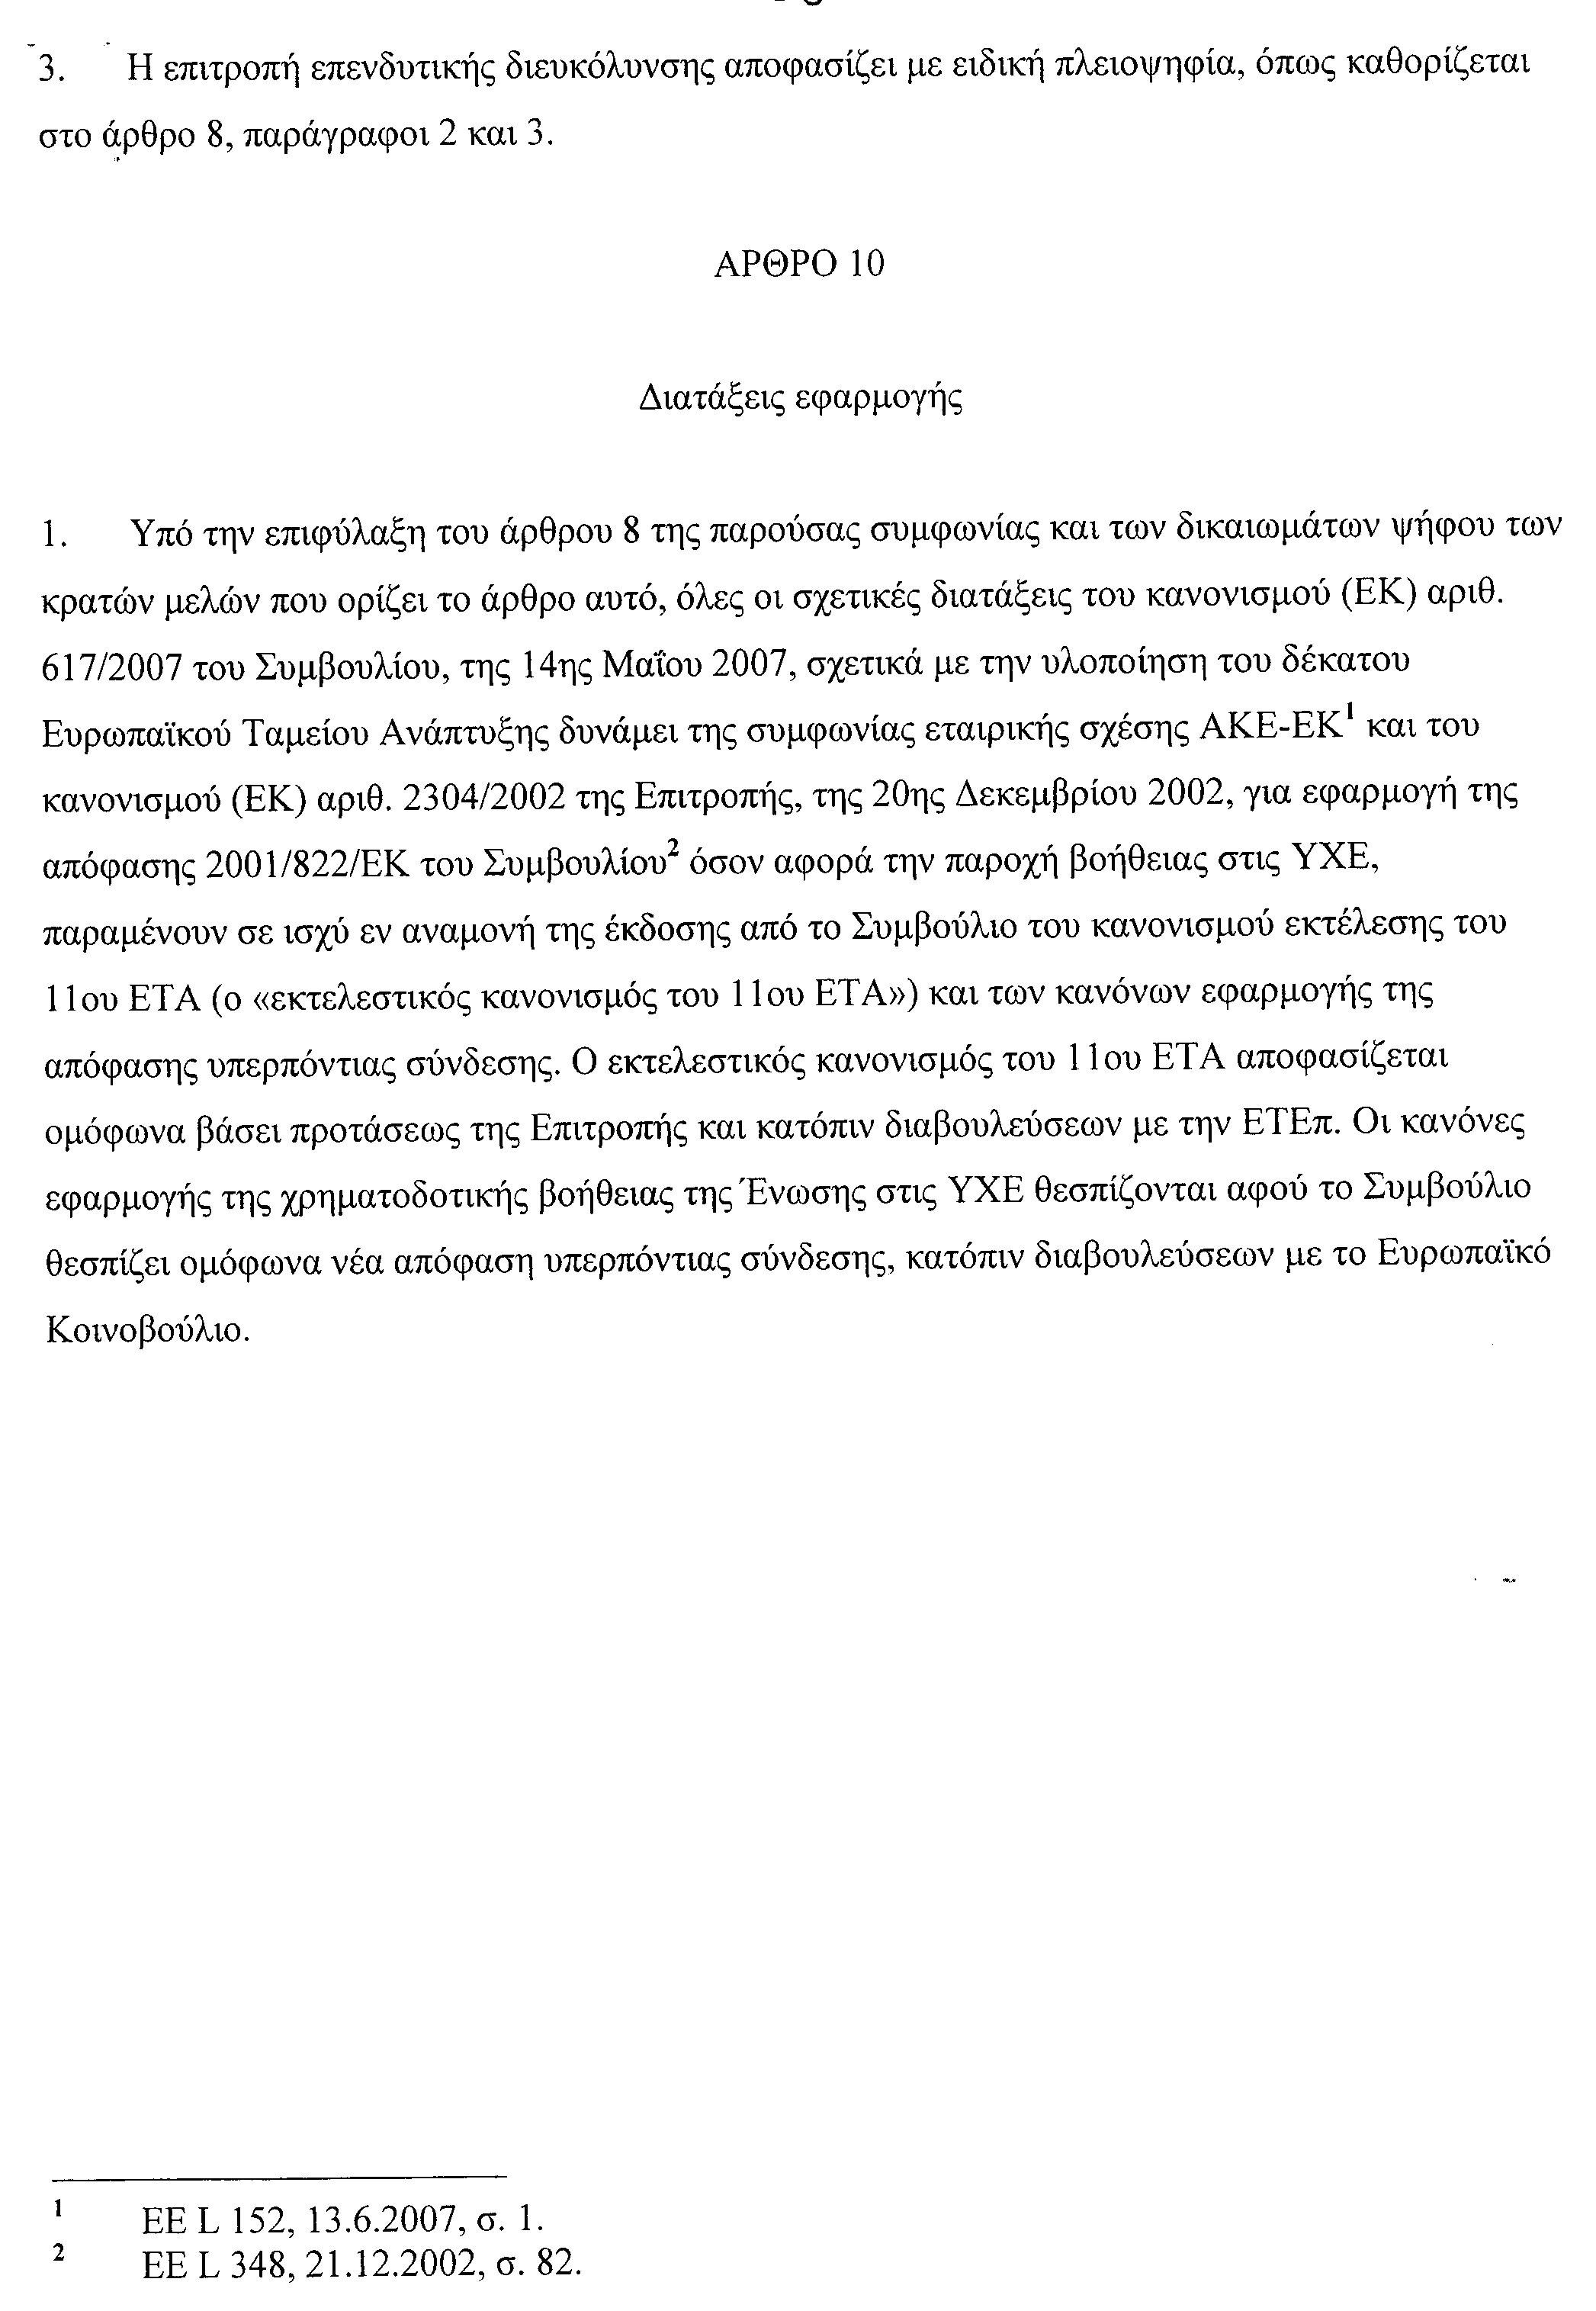 3. Η επιτροπή επενδυτικής διευκόλυνσης αποφασίζει με ειδική πλειοψηφία, όπως καθορίζεται
στο άρθρο 8, παράγραφοι 2 και 3.
ΑΡΘΡΟ 10
Διατάξεις εφαρμογής
1. Υπό την επιφύλαξη του άρθρου 8 της παρούσας συμφωνίας και των δικαιωμάτων ψήφου των
κρατών μελών που ορίζει το άρθρο αυτό, όλες οι σχετικές διατάξεις του κανονισμού (ΕΚ) αριθ.
617/2007 του Συμβουλίου, της 14ης Μαΐου 2007, σχετικά με την υλοποίηση του δέκατου
Ευρωπαϊκού Ταμείου Ανάπτυξης δυνάμει της συμφωνίας εταιρικής σχέσης ΑΚΕ-ΕΚ¹ και του
κανονισμού (ΕΚ) αριθ. 2304/2002 της Επιτροπής, της 20ης Δεκεμβρίου 2002, για εφαρμογή της
απόφασης 2001/822/ΕΚ του Συμβουλίου² όσον αφορά την παροχή βοήθειας στις ΥΧΕ,
παραμένουν σε ισχύ εν αναμονή της έκδοσης από το Συμβούλιο του κανονισμού εκτέλεσης του
11ου ΕΤΑ (ο «εκτελεστικός κανονισμός του 11ου ΕΤΑ») και των κανόνων εφαρμογής της
απόφασης υπερπόντιας σύνδεσης. Ο εκτελεστικός κανονισμός του 11ου ΕΤΑ αποφασίζεται
ομόφωνα βάσει προτάσεως της Επιτροπής και κατόπιν διαβουλεύσεων με την ΕΤΕπ. Οι κανόνες
εφαρμογής της χρηματοδοτικής βοήθειας της Ένωσης στις ΥΧΕ θεσπίζονται αφού το Συμβούλιο
θεσπίζει ομόφωνα νέα απόφαση υπερπόντιας σύνδεσης, κατόπιν διαβουλεύσεων με το Ευρωπαϊκό
Κοινοβούλιο.
¹ ΕΕ L 152, 13.6.2007, σ. 1.
² ΕΕ L 348, 21.12.2002, σ. 82.